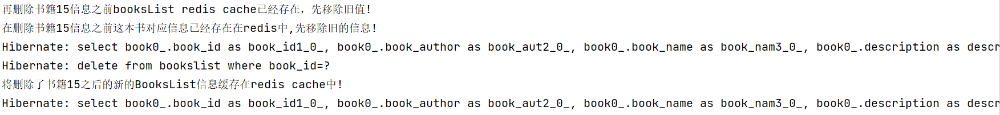 再删除书籍15信息之前booksList redis cache已经存在，先移除旧值!
在删除书籍15信息之前这本书对应信息已经存在在redis中,先移除旧的信息!
Hibernate: select book0_.book_id as book_id1_0_, book0_.book_author as book_aut2_0_, book0_.book_name as book_nam3_0_, book0_.description as descr
Hibernate: delete from bookslist where book_id=?
将删除了书籍15之后的新的BooksList信息缓存在redis cache中!
Hibernate: select book0_.book_id as book_id1_0_, book0_.book_author as book_aut2_0_, book0_.book_name as book_nam3_0_, book0_.description as descr